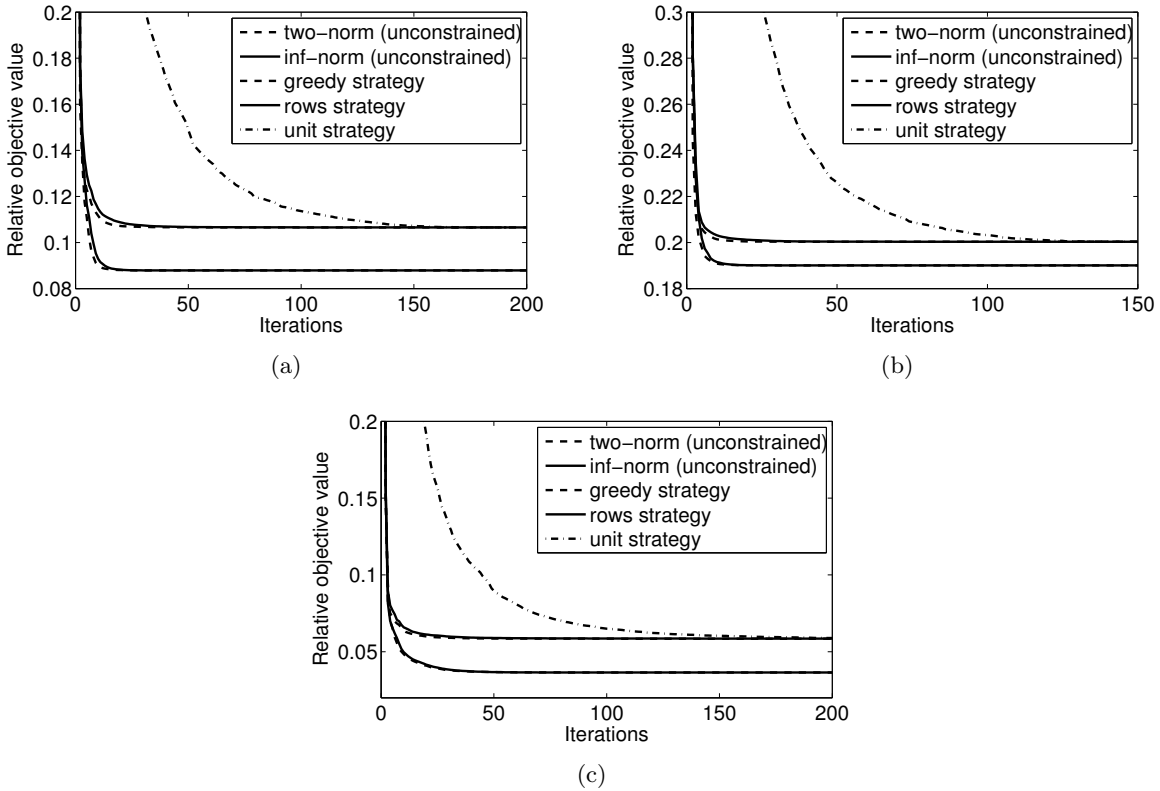 0.2
0.18
0.16
0.14
0.12
0.1
0.08
Relative objective value
0 50 100 150 200
Iterations
two−norm (unconstrained)
inf−norm (unconstrained)
greedy strategy
rows strategy
unit strategy
(a)
0.3
0.28
0.26
0.24
0.22
0.2
0.18
Relative objective value
0 50 100 150
Iterations
two−norm (unconstrained)
inf−norm (unconstrained)
greedy strategy
rows strategy
unit strategy
(b)
0.2
0.15
0.1
0.05
Relative objective value
0 50 100 150 200
Iterations
two−norm (unconstrained)
inf−norm (unconstrained)
greedy strategy
rows strategy
unit strategy
(c)